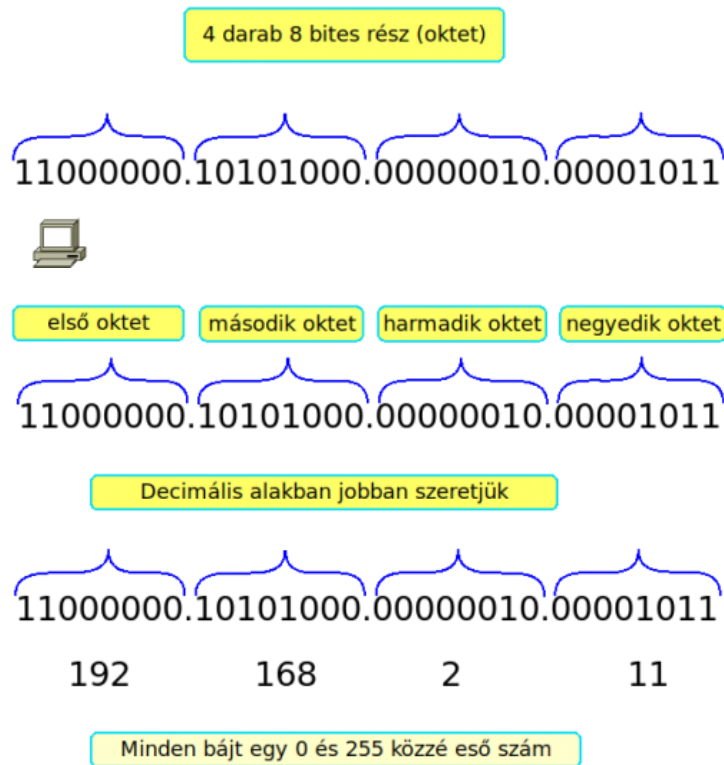 4 darab 8 bites rész (oktet)
11000000.10101000.00000010.00001011
első oktet második oktet harmadik oktet negyedik oktet
11000000.10101000.00000010.00001011
Decimális alakban jobban szeretjük
11000000.10101000.00000010.00001011
192 168 2 11
Minden bájt egy 0 és 255 közzé eső szám